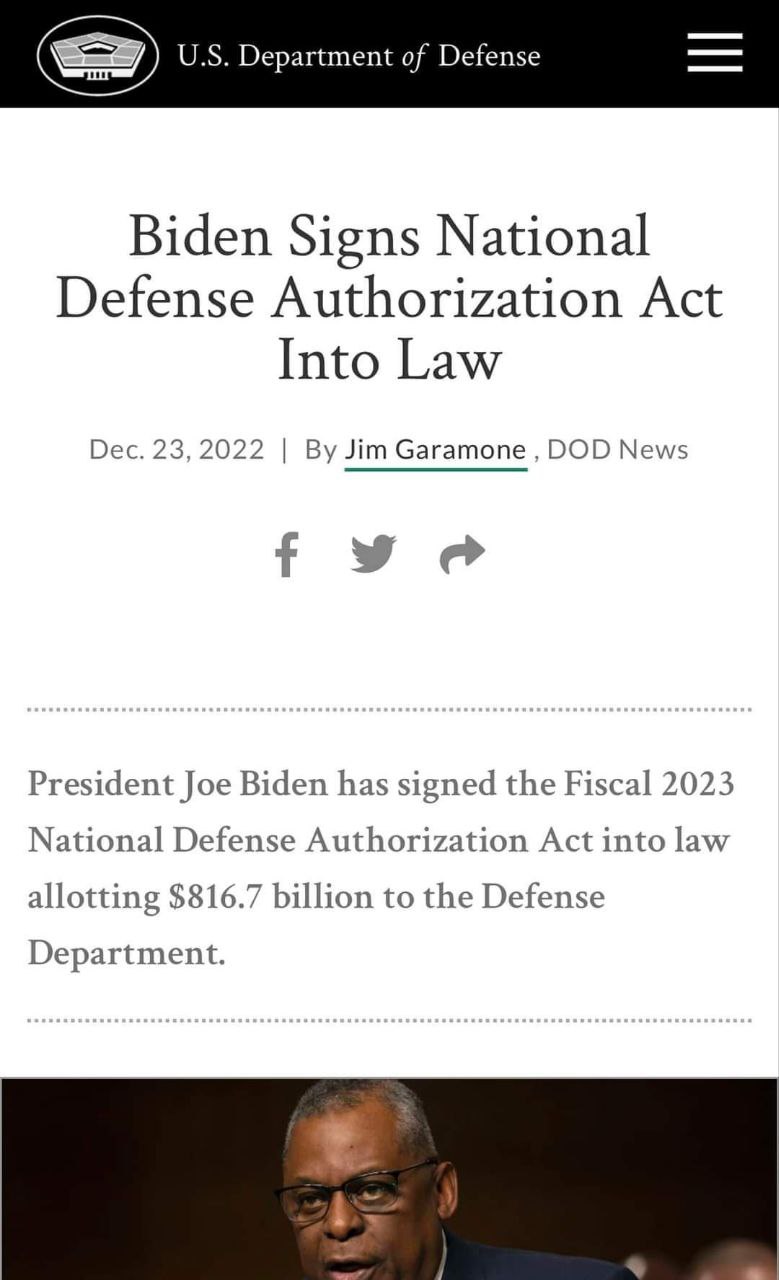 U.S. Department of Defense
Biden Signs National
Defense Authorization Act
Into Law
Dec. 23, 2022 | By Jim Garamone , DOD News
President Joe Biden has signed the Fiscal 2023
National Defense Authorization Act into law
allotting $816.7 billion to the Defense
Department.